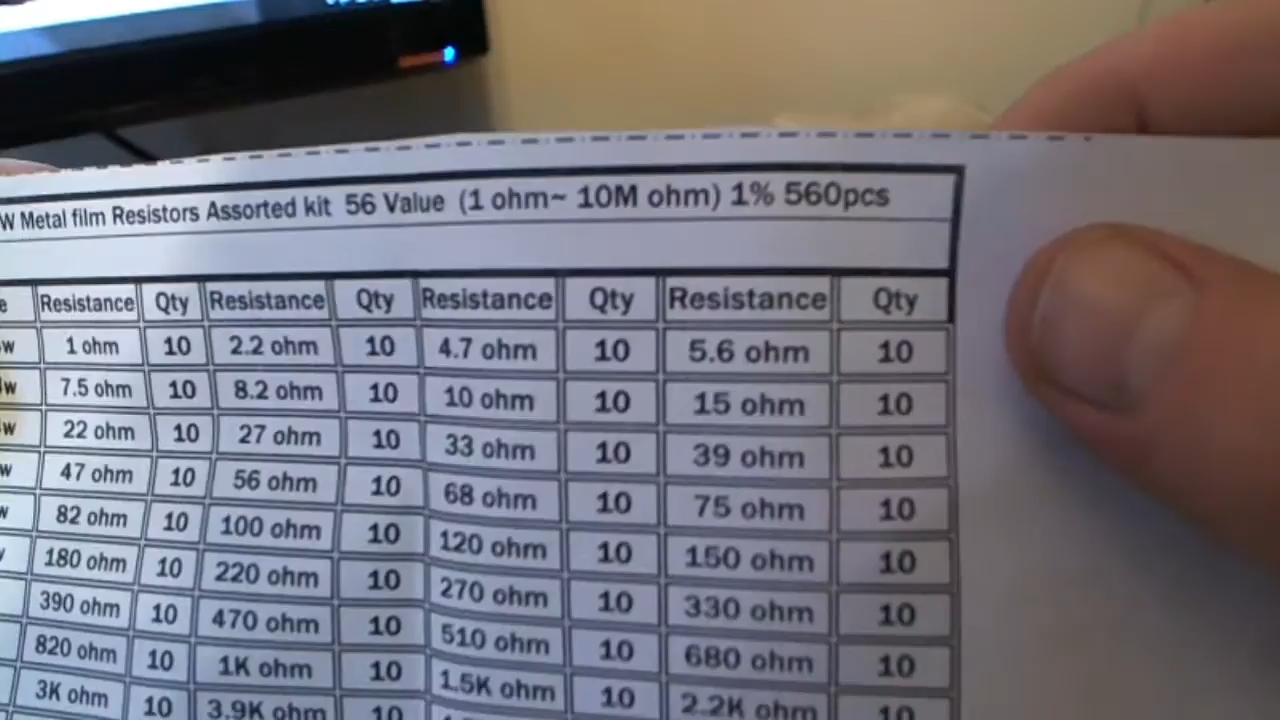 W Metal film Resistors Assorted kit 56 Value (1 ohm~ 10M ohm) 1% 560pcs
e Resistance Qty Resistance Qty Resistance Qty Resistance Qty
w 1 ohm 10 2.2 ohm 10 4.7 ohm 10 5.6 ohm 10
w 7.5 ohm 10 8.2 ohm 10 10 ohm 10 15 ohm 10
w 22 ohm 10 27 ohm 10 33 ohm 10 39 ohm 10
w 47 ohm 10 56 ohm 10 68 ohm 10 75 ohm 10
82 ohm 10 100 ohm 10 120 ohm 10 150 ohm 10
180 ohm 10 220 ohm 10 270 ohm 10 330 ohm 10
390 ohm 10 470 ohm 10 510 ohm 10 680 ohm 10
820 ohm 10 1K ohm 10 1.5K ohm 10 2.2K ohm 10
3K ohm 10 3.9K ohm 10